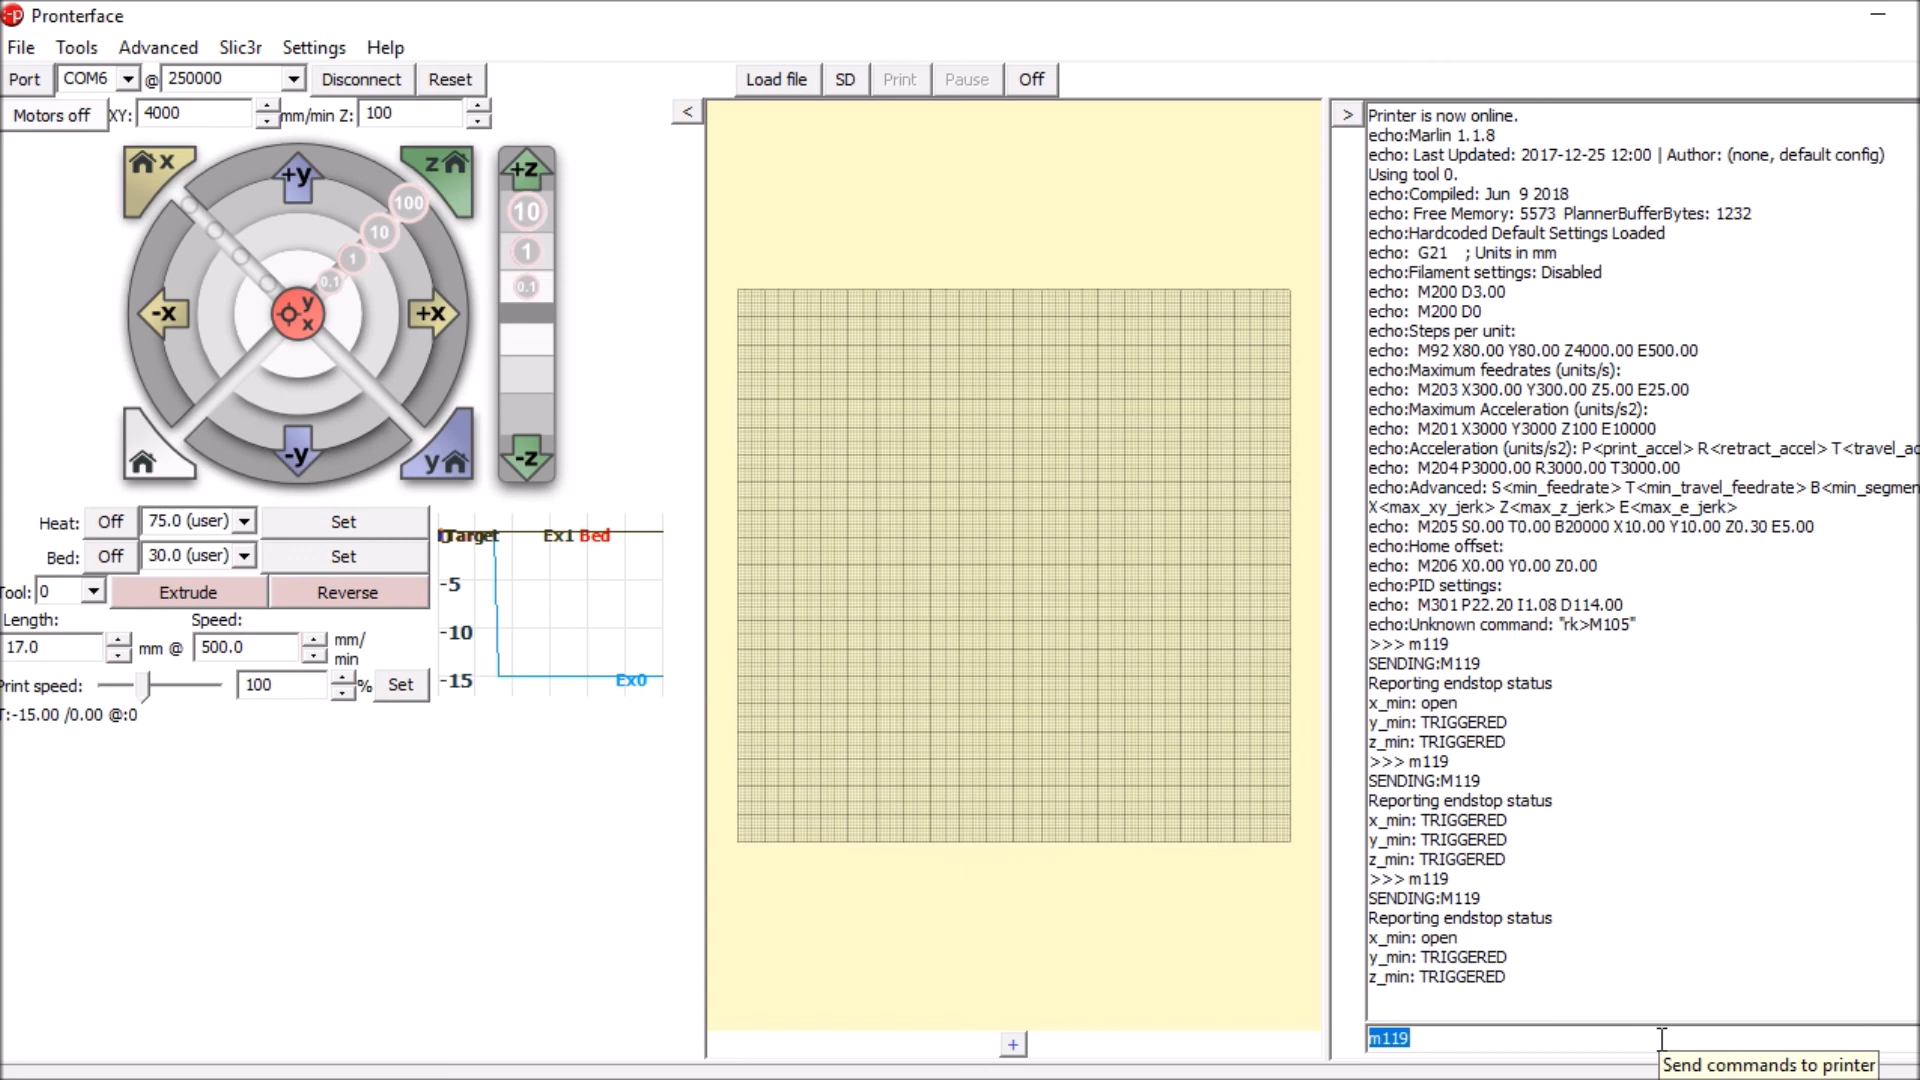 Pronterface
File Tools Advanced Slic3r Settings Help
Port COM6 @ 250000 Disconnect Reset Load file SD Print Pause Off
Motors off XY: 4000 mm/min Z: 100 < >
x z +y +z
100 10 1 0.1
10 1 0.1
-x y x +x
-y y -z
Heat: Off 75.0 (user) Set
Bed: Off 30.0 (user) Set
Tool: 0 Extrude Reverse
Length: Speed:
17.0 mm @ 500.0 mm/
min
Print speed: 100 % Set
T:-15.00 /0.00 @:0
Target Ex1 Bed
-5
-10
-15 Ex0
+
Printer is now online.
echo:Marlin 1.1.8
echo: Last Updated: 2017-12-25 12:00 | Author: (none, default config)
Using tool 0.
echo:Compiled: Jun 9 2018
echo: Free Memory: 5573 PlannerBufferBytes: 1232
echo:Hardcoded Default Settings Loaded
echo: G21 ; Units in mm
echo:Filament settings: Disabled
echo: M200 D3.00
echo: M200 D0
echo:Steps per unit:
echo: M92 X80.00 Y80.00 Z4000.00 E500.00
echo:Maximum feedrates (units/s):
echo: M203 X300.00 Y300.00 Z5.00 E25.00
echo:Maximum Acceleration (units/s2):
echo: M201 X3000 Y3000 Z100 E10000
echo:Acceleration (units/s2): P<print_accel> R<retract_accel> T<travel_ac
echo: M204 P3000.00 R3000.00 T3000.00
echo:Advanced: S<min_feedrate> T<min_travel_feedrate> B<min_segmen
X<max_xy_jerk> Z<max_z_jerk> E<max_e_jerk>
echo: M205 S0.00 T0.00 B20000 X10.00 Y10.00 Z0.30 E5.00
echo:Home offset:
echo: M206 X0.00 Y0.00 Z0.00
echo:PID settings:
echo: M301 P22.20 I1.08 D114.00
echo:Unknown command: "rk>M105"
>>> m119
SENDING:M119
Reporting endstop status
x_min: open
y_min: TRIGGERED
z_min: TRIGGERED
>>> m119
SENDING:M119
Reporting endstop status
x_min: TRIGGERED
y_min: TRIGGERED
z_min: TRIGGERED
>>> m119
SENDING:M119
Reporting endstop status
x_min: open
y_min: TRIGGERED
z_min: TRIGGERED
m119
Send commands to printer